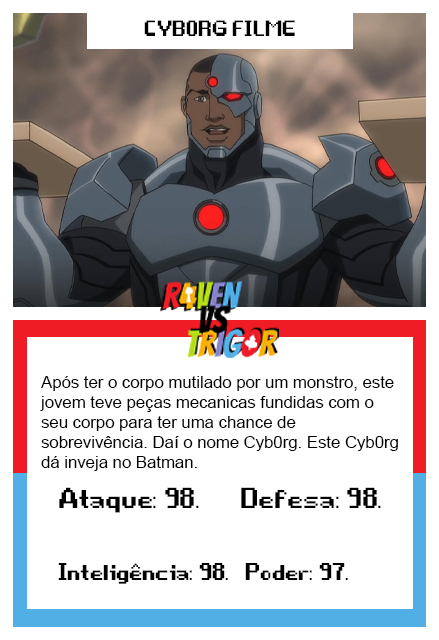 CYBORG FILME
R4VEN
VS
TRIGOR
Após ter o corpo mutilado por um monstro, este
jovem teve peças mecanicas fundidas com o
seu corpo para ter uma chance de
sobrevivência. Daí o nome Cyb0rg. Este Cyb0rg
dá inveja no Batman.
Ataque: 98. Defesa: 98.
Inteligência: 98. Poder: 97.